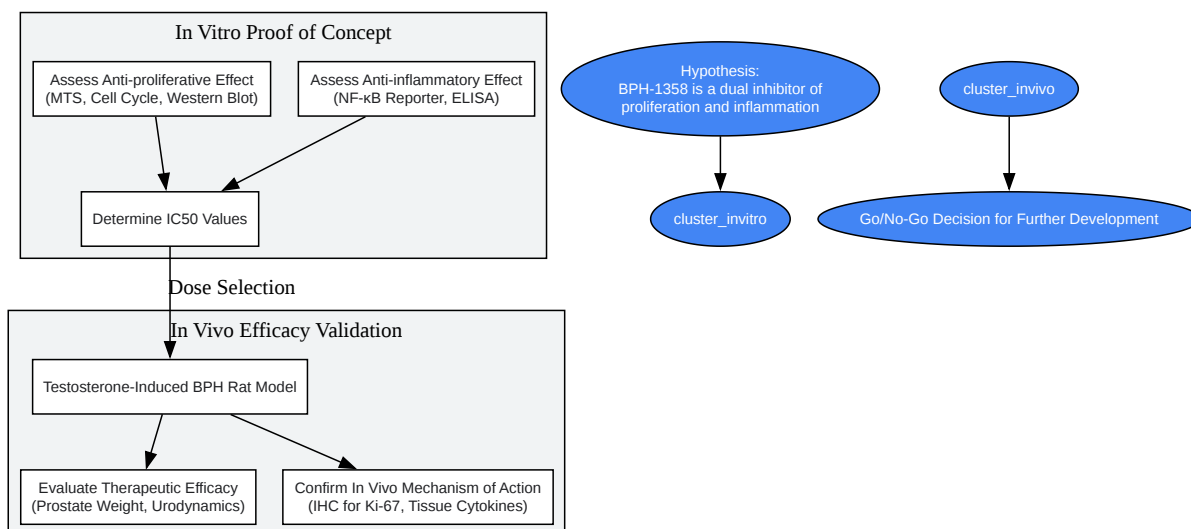 In Vitro Proof of Concept
Assess Anti-proliferative Effect
(MTS, Cell Cycle, Western Blot)
Assess Anti-inflammatory Effect
(NF-κB Reporter, ELISA)
Determine IC50 Values
Dose Selection
In Vivo Efficacy Validation
Testosterone-Induced BPH Rat Model
Evaluate Therapeutic Efficacy
(Prostate Weight, Urodynamics)
Confirm In Vivo Mechanism of Action
(IHC for Ki-67, Tissue Cytokines)
Hypothesis:
BPH-1358 is a dual inhibitor of
proliferation and inflammation
cluster_invitro
cluster_invivo
Go/No-Go Decision for Further Development